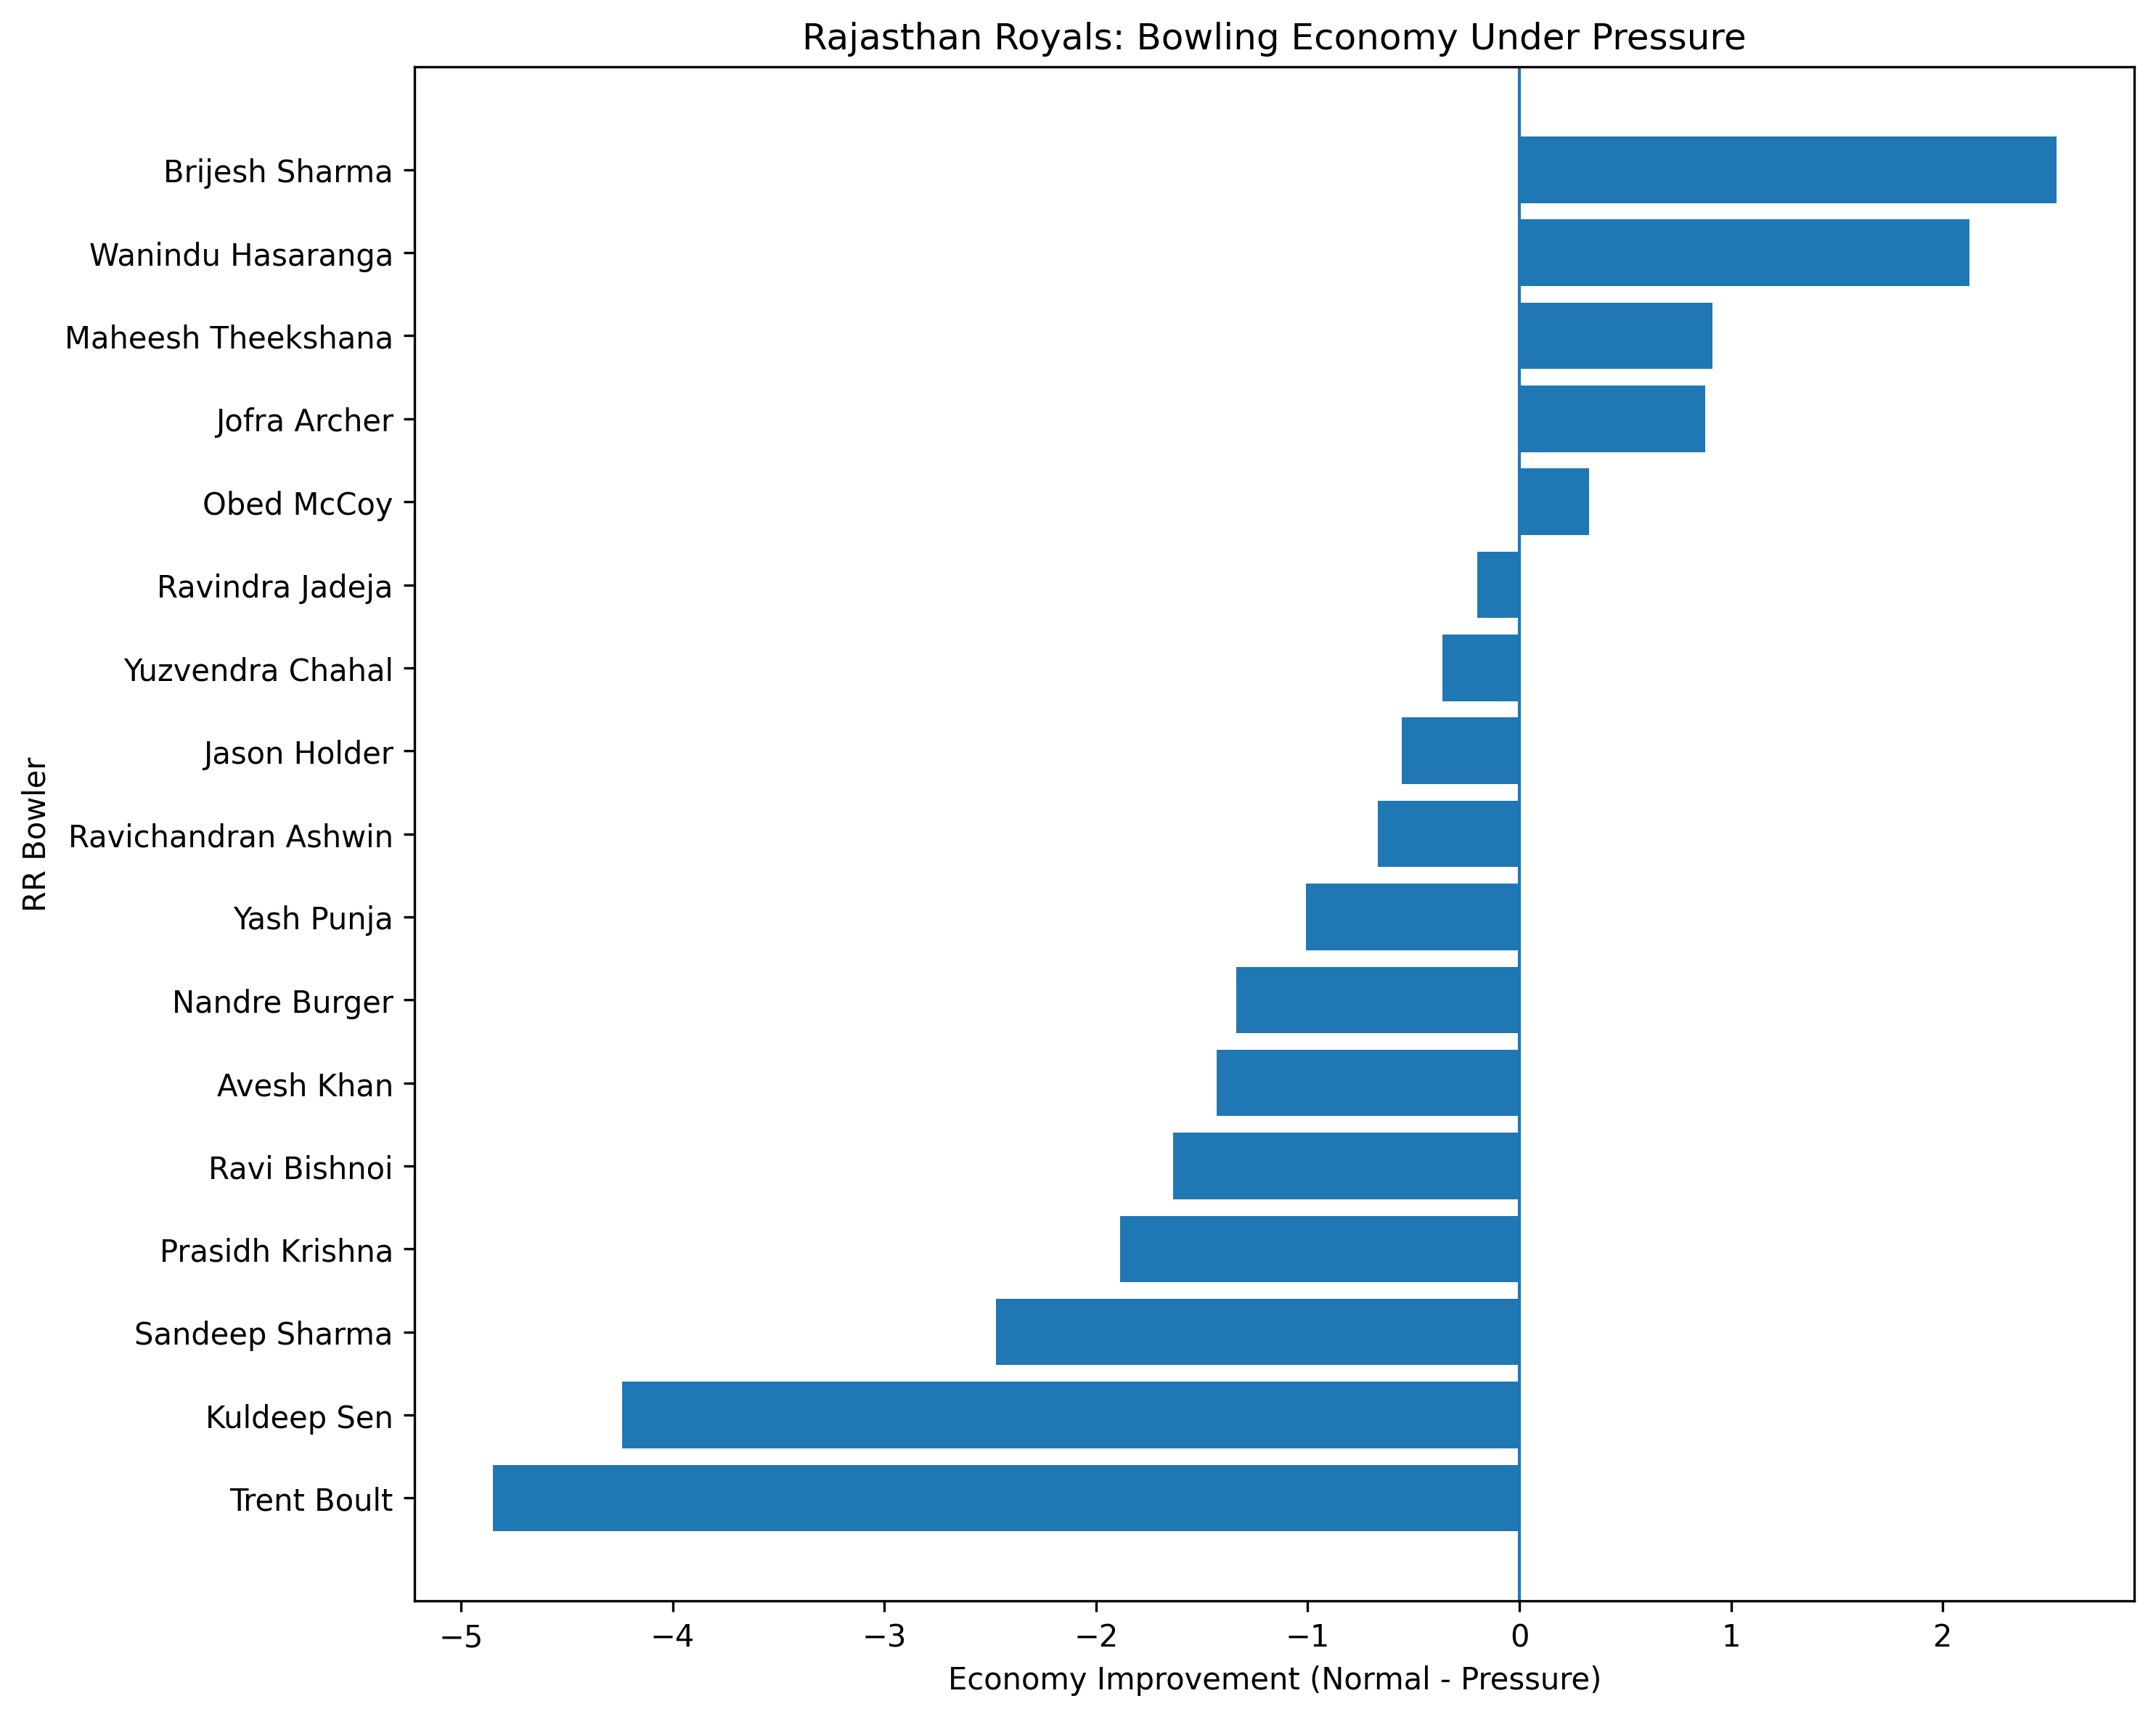 Rajasthan Royals: Bowling Economy Under Pressure
RR Bowler
Brijesh Sharma
Wanindu Hasaranga
Maheesh Theekshana
Jofra Archer
Obed McCoy
Ravindra Jadeja
Yuzvendra Chahal
Jason Holder
Ravichandran Ashwin
Yash Punja
Nandre Burger
Avesh Khan
Ravi Bishnoi
Prasidh Krishna
Sandeep Sharma
Kuldeep Sen
Trent Boult
−5 −4 −3 −2 −1 0 1 2
Economy Improvement (Normal - Pressure)